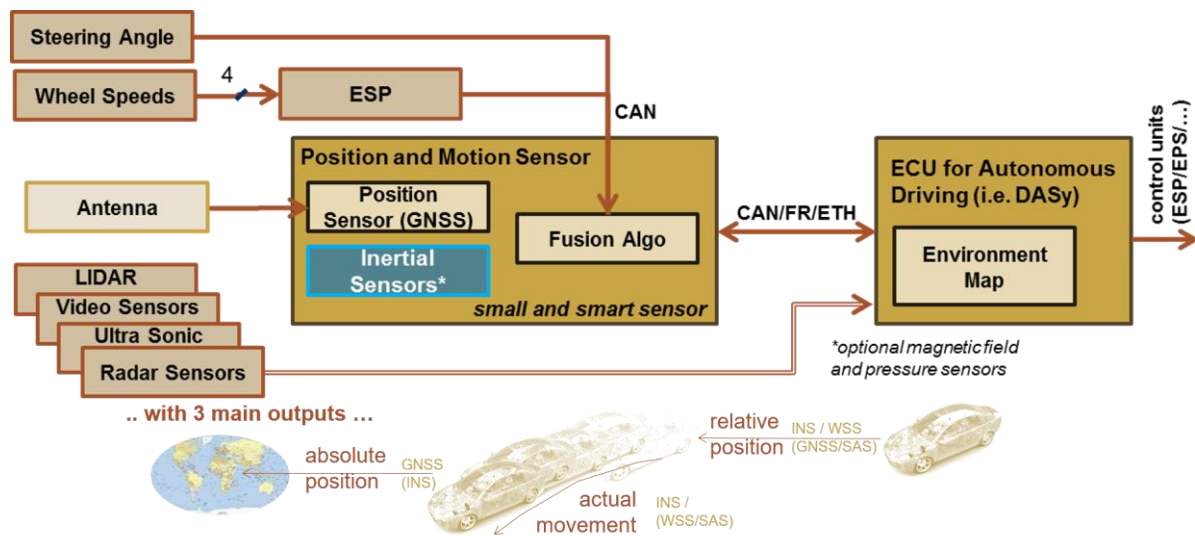 Steering Angle
Wheel Speeds
4
ESP
CAN
Position and Motion Sensor
Position
Sensor (GNSS)
Inertial
Sensors*
Fusion Algo
small and smart sensor
Antenna
CAN/FR/ETH
ECU for Autonomous
Driving (i.e. DASy)
Environment
Map
control units
(ESP/EPS/…)
LIDAR
Video Sensors
Ultra Sonic
Radar Sensors
*optional magnetic field
and pressure sensors
.. with 3 main outputs …
absolute
position
GNSS
(INS)
actual
movement
INS /
(WSS/SAS)
relative
position
INS / WSS
(GNSS/SAS)